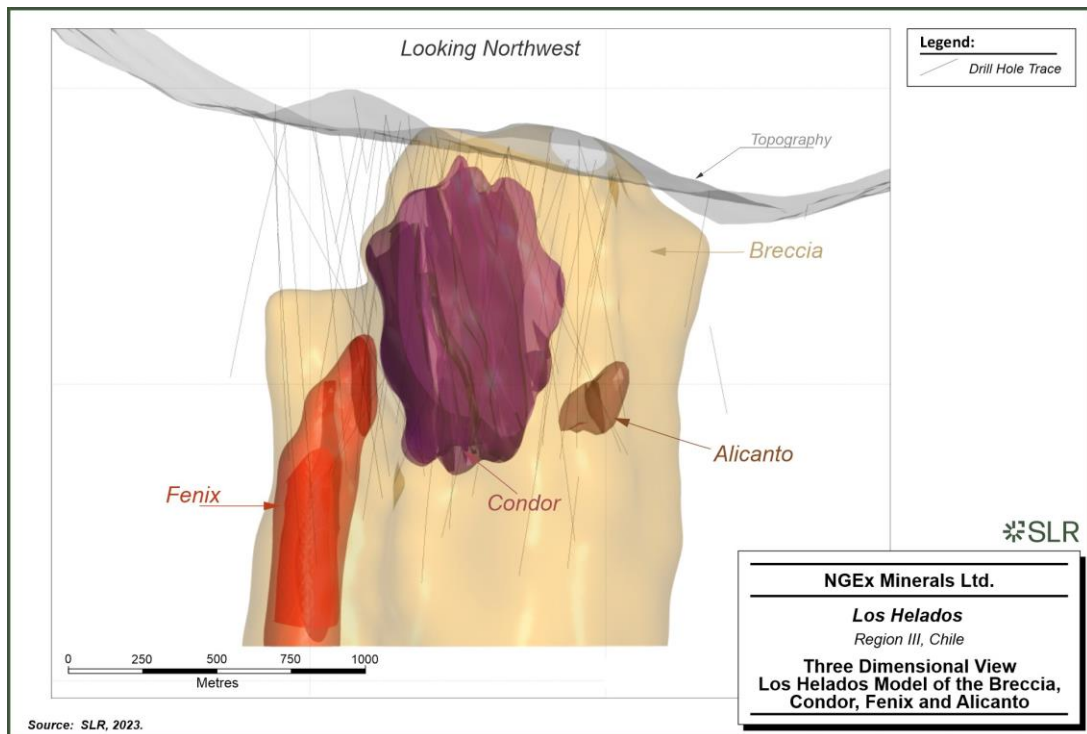 Looking Northwest
Legend:
Drill Hole Trace
Topography
Breccia
Alicanto
Fenix
Condor
SLR
0 250 500 750 1000
Metres
NGEx Minerals Ltd.
Los Helados
Region III, Chile
Three Dimensional View
Los Helados Model of the Breccia,
Condor, Fenix and Alicanto
Source: SLR, 2023.